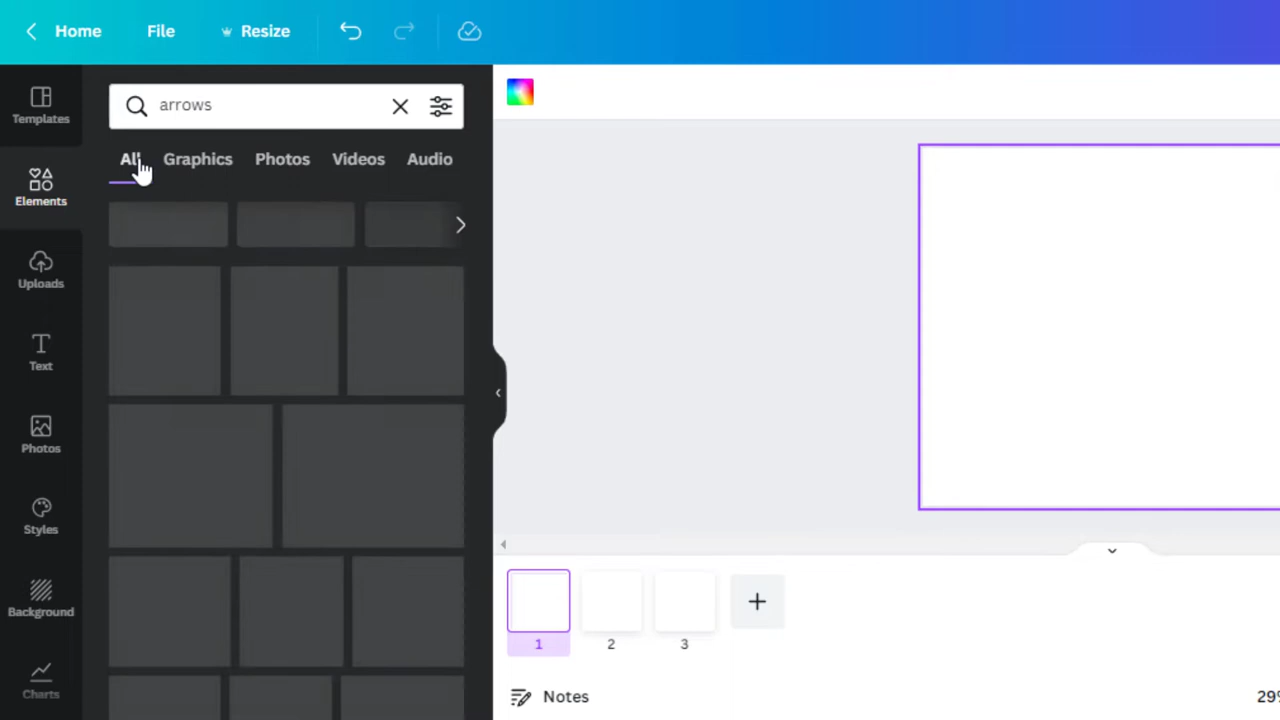 Home File Resize
Templates
arrows
All Graphics Photos Videos Audio
Elements
Uploads
Text
Photos
Styles
Background
Charts
1 2 3
Notes
29%